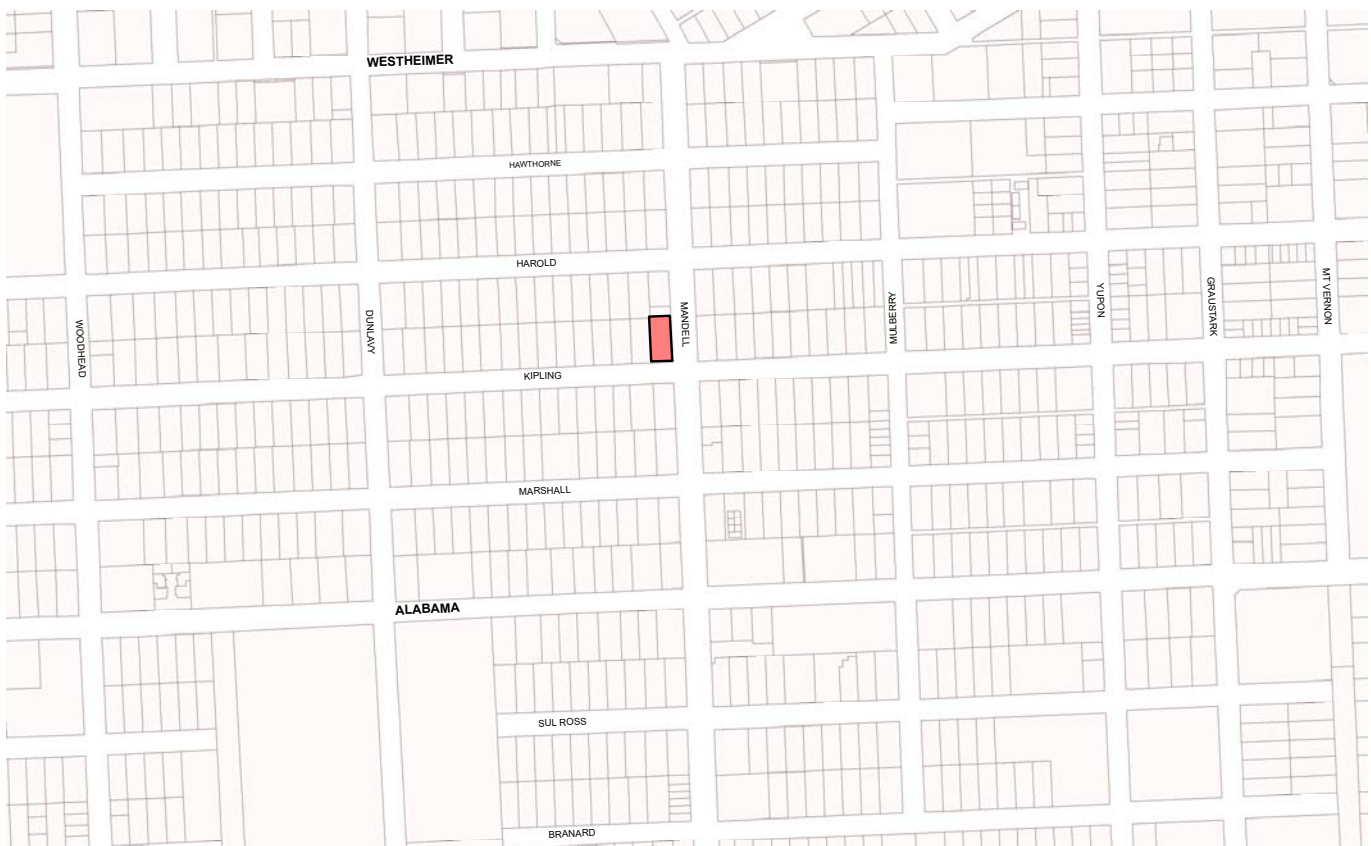 WESTHEIMER
HAWTHORNE
HAROLD
WOODHEAD
DUNLAVY
MANDELL
MULBERRY
YUPON
GRAUSTARK
MT VERNON
KIPLING
MARSHALL
ALABAMA
SUL ROSS
BRANARD